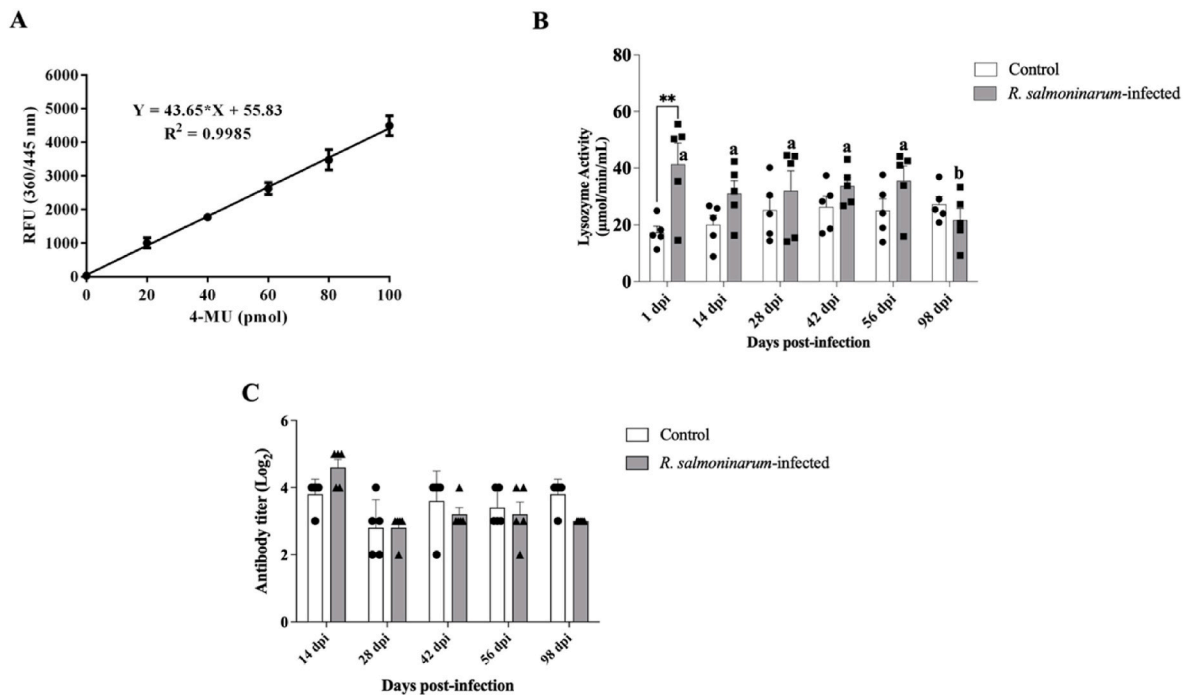 A
RFU (360/445 nm)
6000
5000
4000
3000
2000
1000
0
Y = 43.65*X + 55.83
R² = 0.9985
0 20 40 60 80 100
4-MU (pmol)
B
Lysozyme Activity
(µmol/min/mL)
80
60
40
20
0
**
a a a a a b
1 dpi 14 dpi 28 dpi 42 dpi 56 dpi 98 dpi
Days post-infection
Control
R. salmoninarum-infected
C
Antibody titer (Log₂)
6
4
2
0
14 dpi 28 dpi 42 dpi 56 dpi 98 dpi
Days post-infection
Control
R. salmoninarum-infected